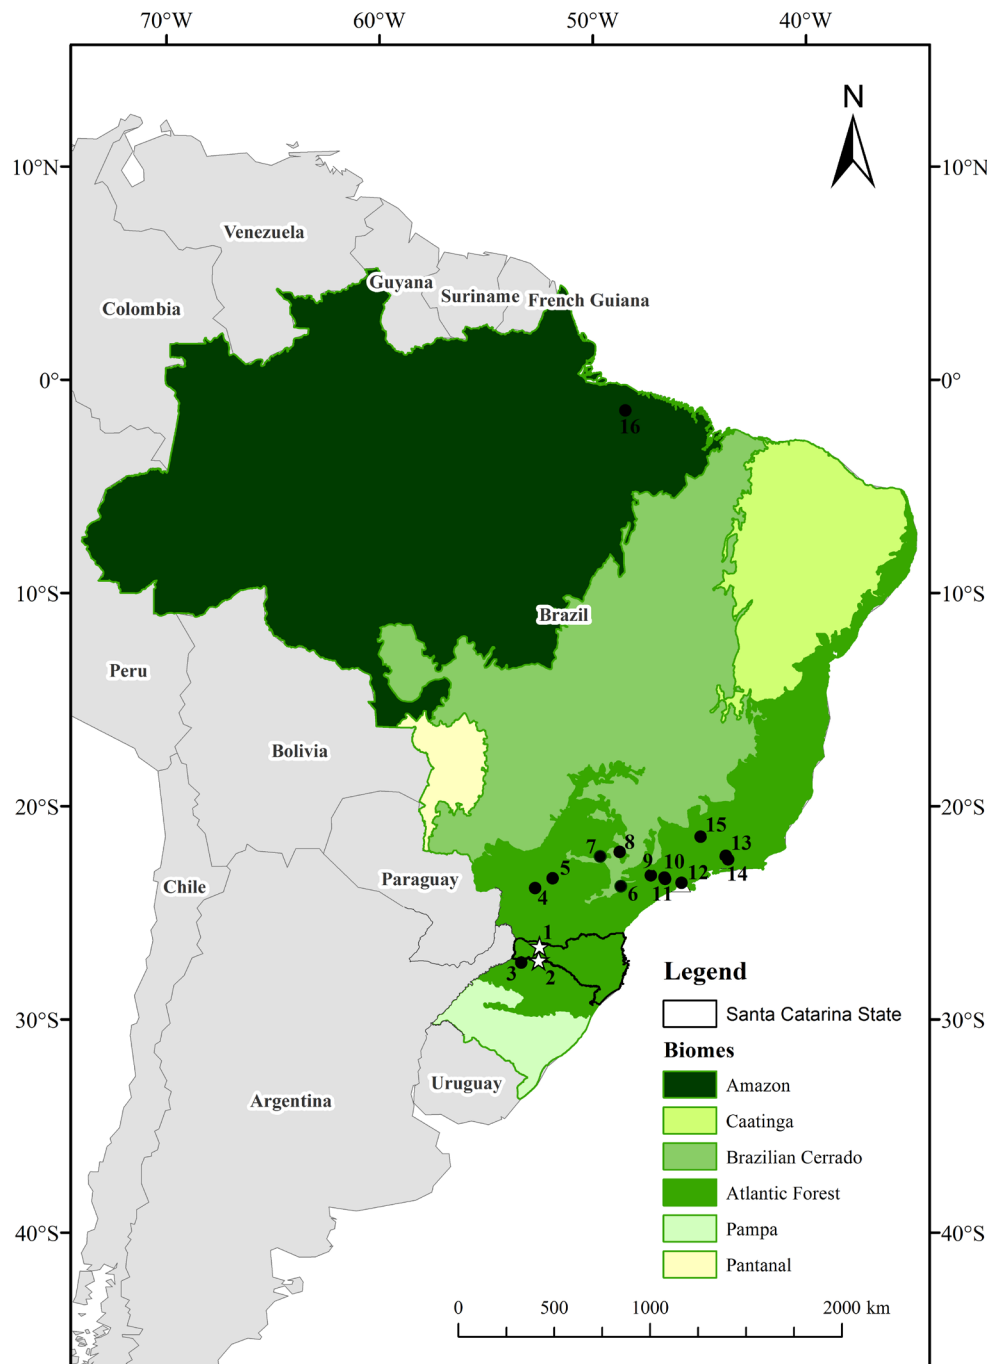 70°W 60°W 50°W 40°W
N
10°N 10°N
Venezuela
Guyana
Suriname
French Guiana
Colombia
0° 0°
16
10°S 10°S
Brazil
Peru
Bolivia
20°S 20°S
15
7 8
13
9 10
12
14
5
Paraguay
4
6
11
Chile
1
3
2
Legend
Santa Catarina State
30°S 30°S
Biomes
Uruguay
Amazon
Argentina
Caatinga
Brazilian Cerrado
Atlantic Forest
Pampa
40°S 40°S
Pantanal
0 500 1000 2000 km